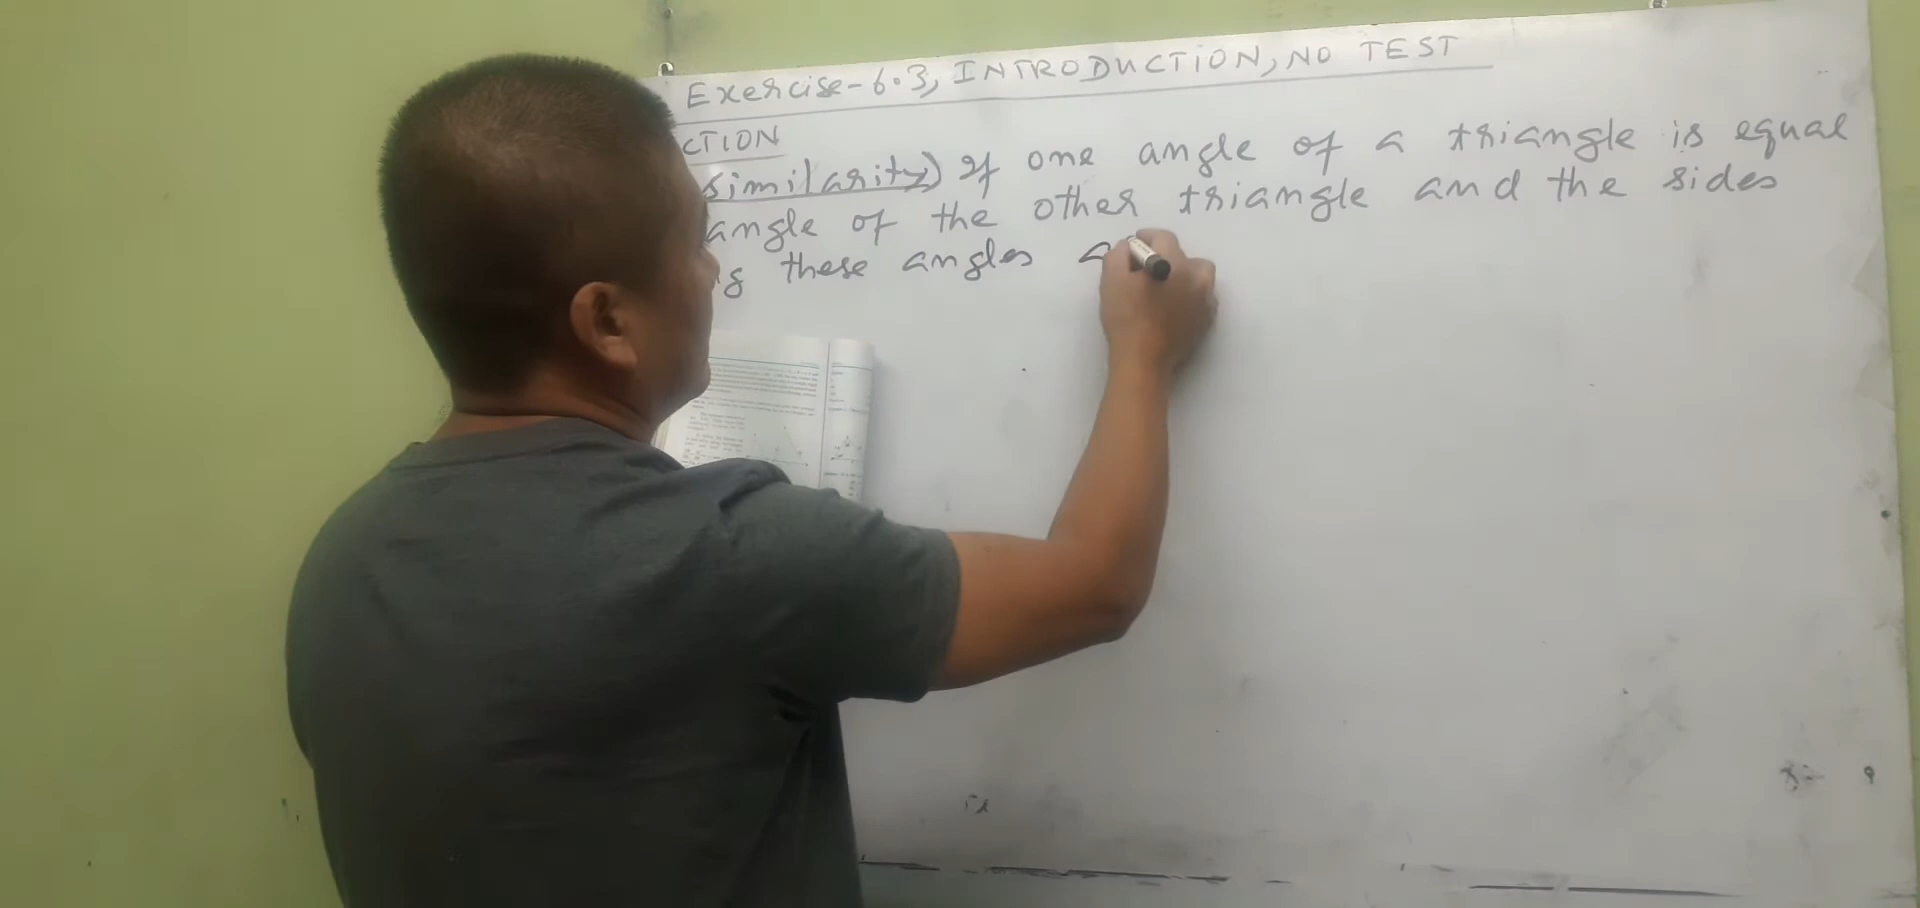 Exercise-6.3, INTRODUCTION, NO TEST
CTION
similarity) If one angle of a triangle is equal
angle of the other triangle and the sides
these angles